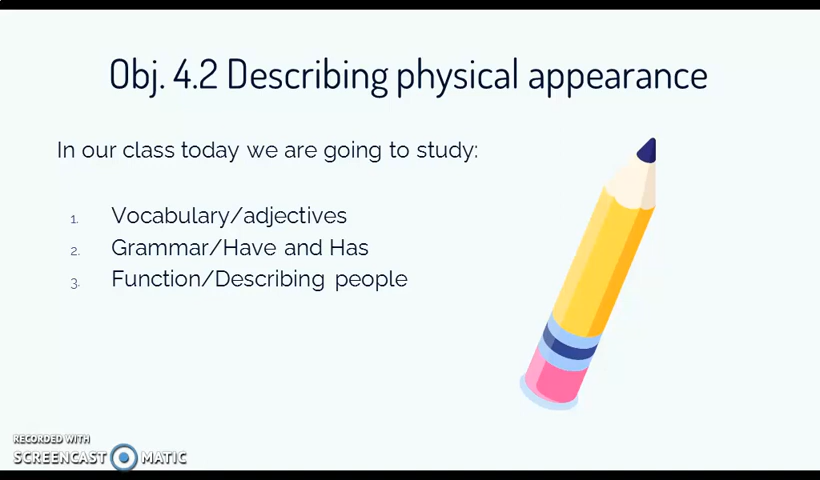 Obj. 4.2 Describing physical appearance
In our class today we are going to study:
1. Vocabulary/adjectives
2. Grammar/Have and Has
3. Function/Describing people
RECORDED WITH
SCREENCAST MATIC